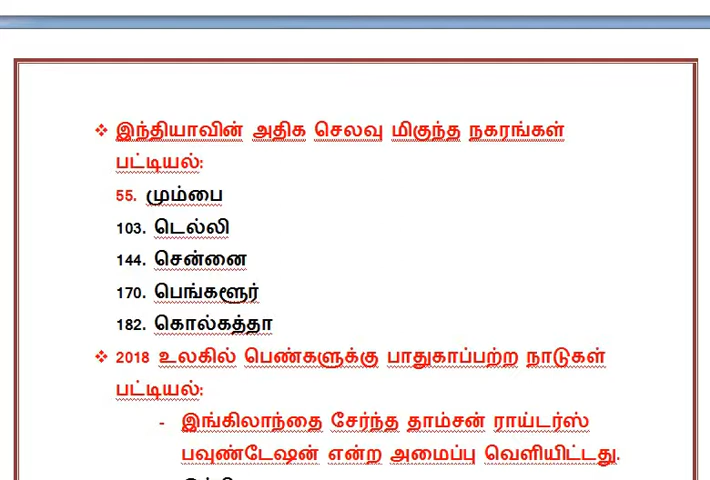 ❖ இந்தியாவின் அதிக செலவு மிகுந்த நகரங்கள்
பட்டியல்:
55. மும்பை
103. டெல்லி
144. சென்னை
170. பெங்களூர்
182. கொல்கத்தா
❖ 2018 உலகில் பெண்களுக்கு பாதுகாப்பற்ற நாடுகள்
பட்டியல்:
- இங்கிலாந்தை சேர்ந்த தாம்சன் ராய்டர்ஸ்
பவுண்டேஷன் என்ற அமைப்பு வெளியிட்டது.